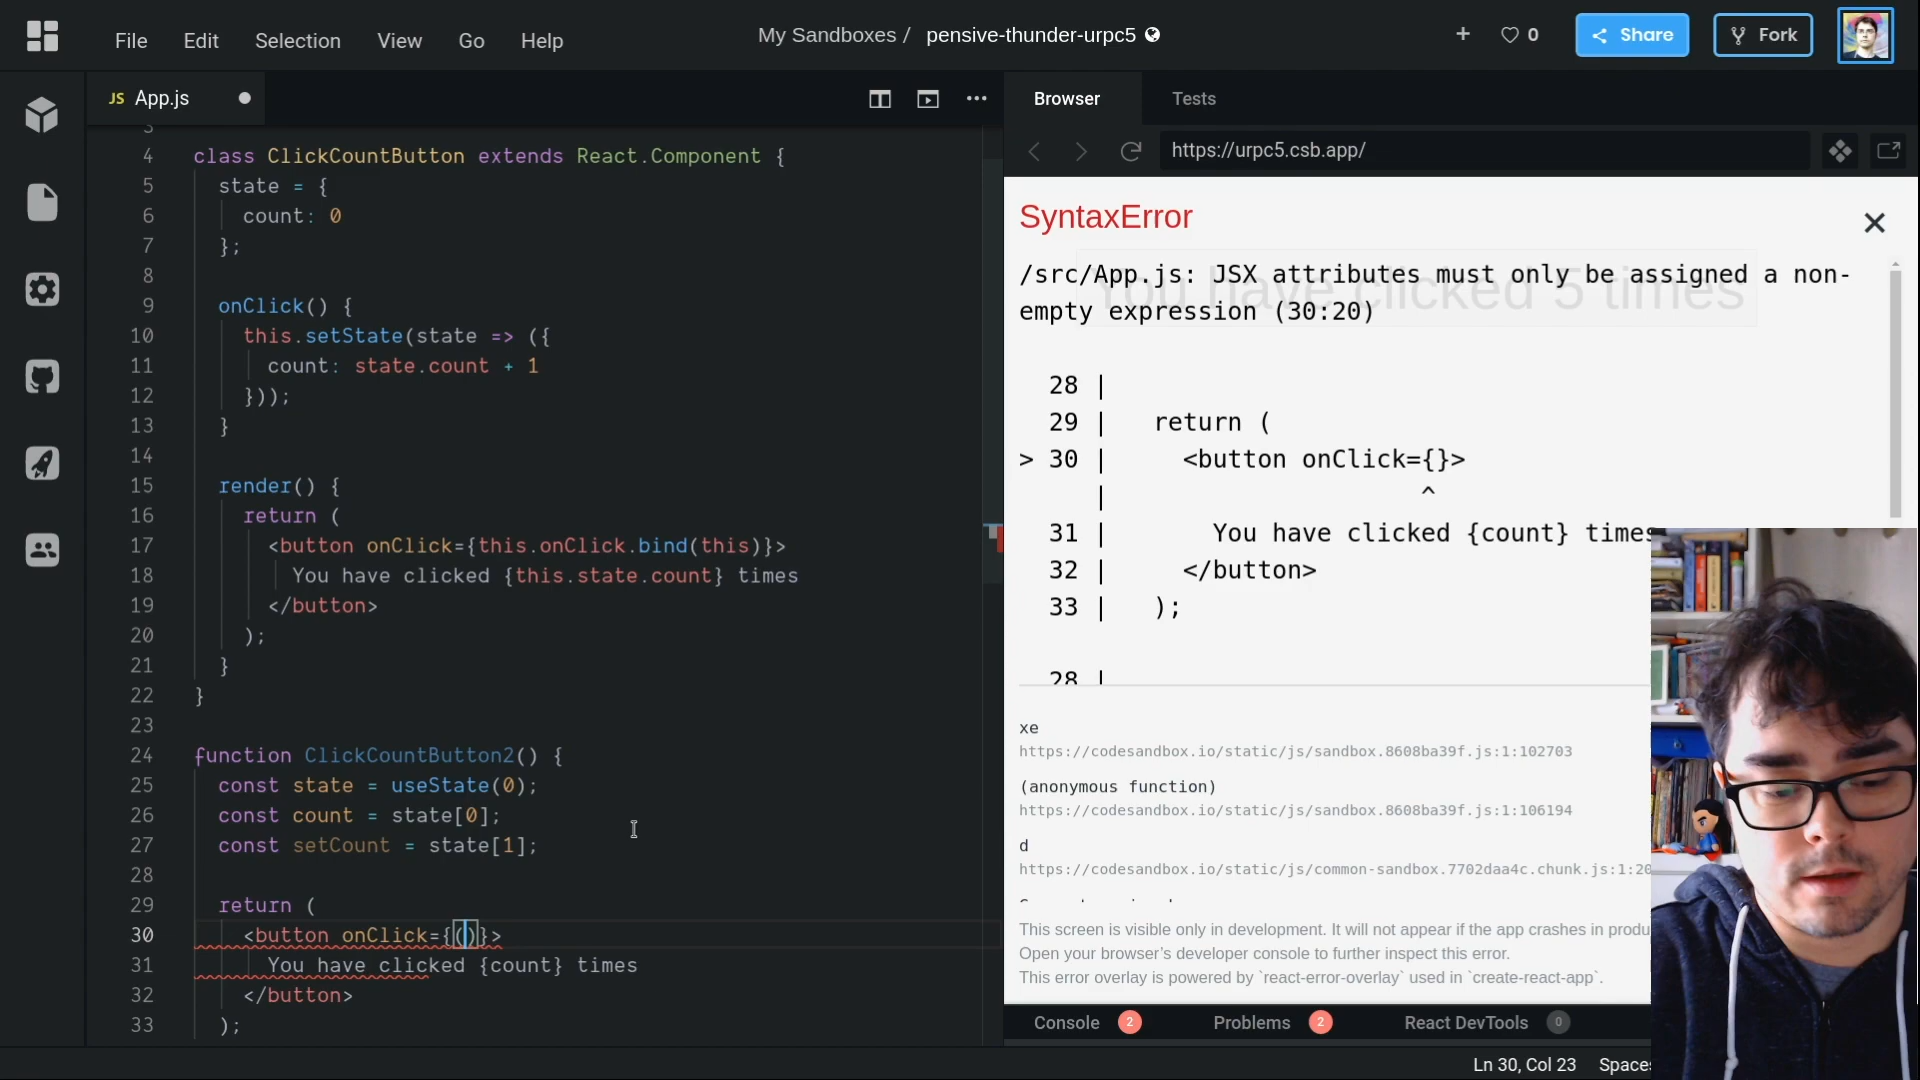 File Edit Selection View Go Help
My Sandboxes / pensive-thunder-urpc5
0
Share
Fork
JS App.js
3
4 class ClickCountButton extends React.Component {
5 state = {
6 count: 0
7 };
8
9 onClick() {
10 this.setState(state => ({
11 count: state.count + 1
12 }));
13 }
14
15 render() {
16 return (
17 <button onClick={this.onClick.bind(this)}>
18 You have clicked {this.state.count} times
19 </button>
20 );
21 }
22 }
23
24 function ClickCountButton2() {
25 const state = useState(0);
26 const count = state[0];
27 const setCount = state[1];
28
29 return (
30 <button onClick={()}>
31 You have clicked {count} times
32 </button>
33 );
Browser Tests
https://urpc5.csb.app/
SyntaxError
You have clicked 5 times
/src/App.js: JSX attributes must only be assigned a non-
empty expression (30:20)
28 |
29 | return (
> 30 | <button onClick={}>
| ^
31 | You have clicked {count} times
32 | </button>
33 | );
28 |
xe
https://codesandbox.io/static/js/sandbox.8608ba39f.js:1:102703
(anonymous function)
https://codesandbox.io/static/js/sandbox.8608ba39f.js:1:106194
d
https://codesandbox.io/static/js/common-sandbox.7702daa4c.chunk.js:1:20
This screen is visible only in development. It will not appear if the app crashes in produ
Open your browser's developer console to further inspect this error.
This error overlay is powered by `react-error-overlay` used in `create-react-app`.
Console 2 Problems 2 React DevTools 0
Ln 30, Col 23 Spaces